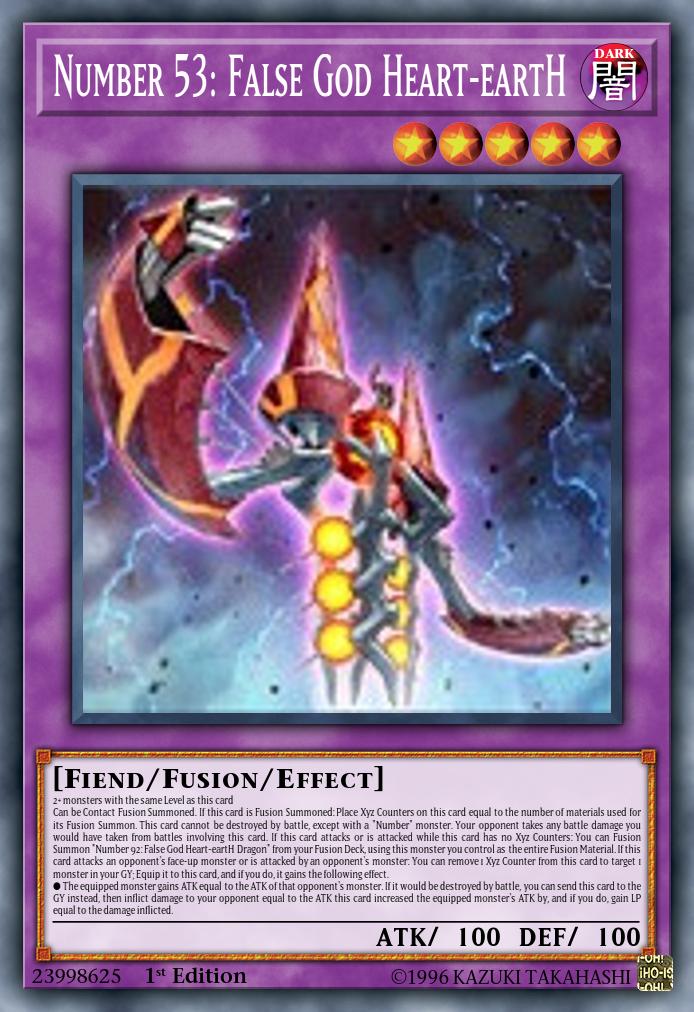 NUMBER 53: FALSE GOD HEART-EARTH
DARK
闇
[FIEND/FUSION/EFFECT]
2+ monsters with the same Level as this card
Can be Contact Fusion Summoned. If this card is Fusion Summoned: Place Xyz Counters on this card equal to the number of materials used for
its Fusion Summon. This card cannot be destroyed by battle, except with a "Number" monster. Your opponent takes any battle damage you
would have taken from battles involving this card. If this card attacks or is attacked while this card has no Xyz Counters: You can Fusion
Summon "Number 92: False God Heart-eartH Dragon" from your Fusion Deck, using this monster you control as the entire Fusion Material. If this
card attacks an opponent's face-up monster or is attacked by an opponent's monster: You can remove 1 Xyz Counter from this card to target 1
monster in your GY; Equip it to this card, and if you do, it gains the following effect.
● The equipped monster gains ATK equal to the ATK of that opponent's monster. If it would be destroyed by battle, you can send this card to the
GY instead, then inflict damage to your opponent equal to the ATK this card increased the equipped monster's ATK by, and if you do, gain LP
equal to the damage inflicted.
ATK/ 100 DEF/ 100
23998625 1st Edition ©1996 KAZUKI TAKAHASHI